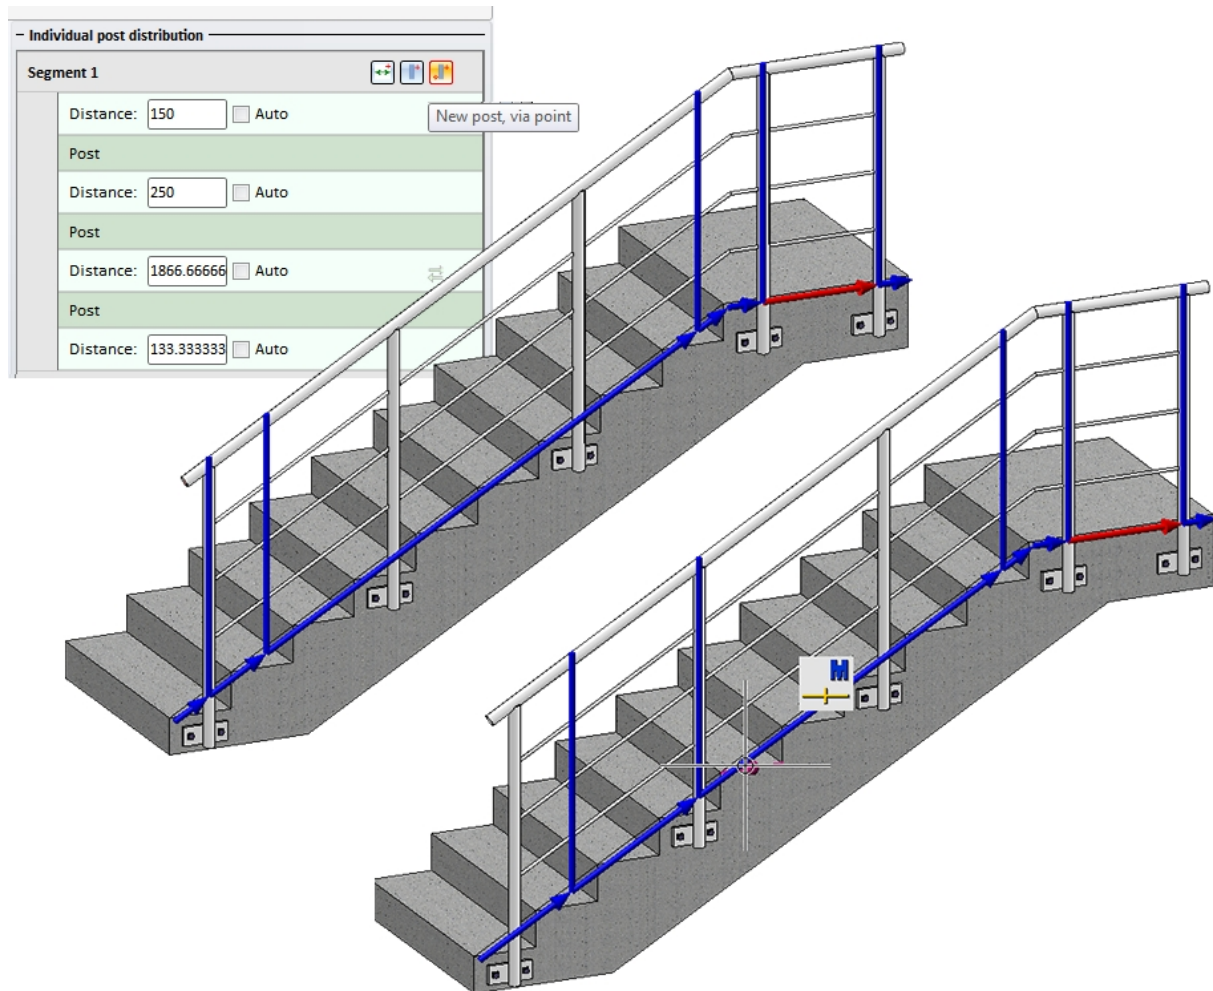 Individual post distribution
Segment 1
Distance: 150 Auto
New post, via point
Post
Distance: 250 Auto
Post
Distance: 1866.66666 Auto
Post
Distance: 133.333333 Auto
M